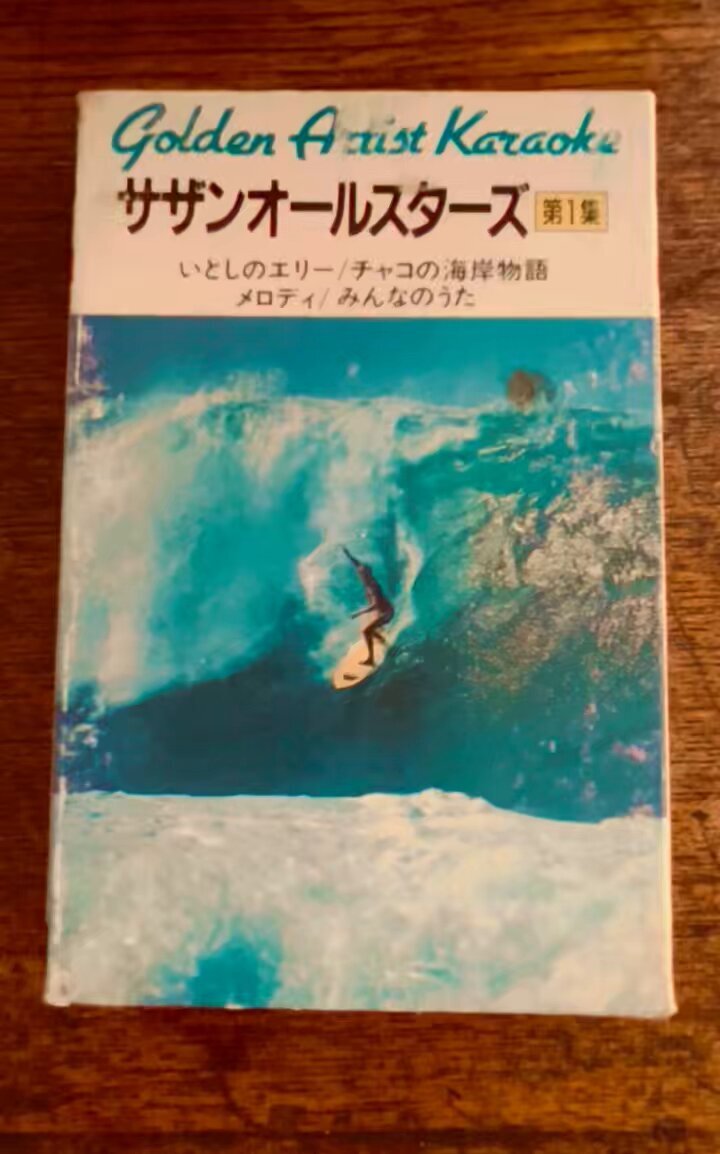 Golden Artist Karaoke
サザンオールスターズ 第1集
いとしのエリー/チャコの海岸物語
メロディ/みんなのうた